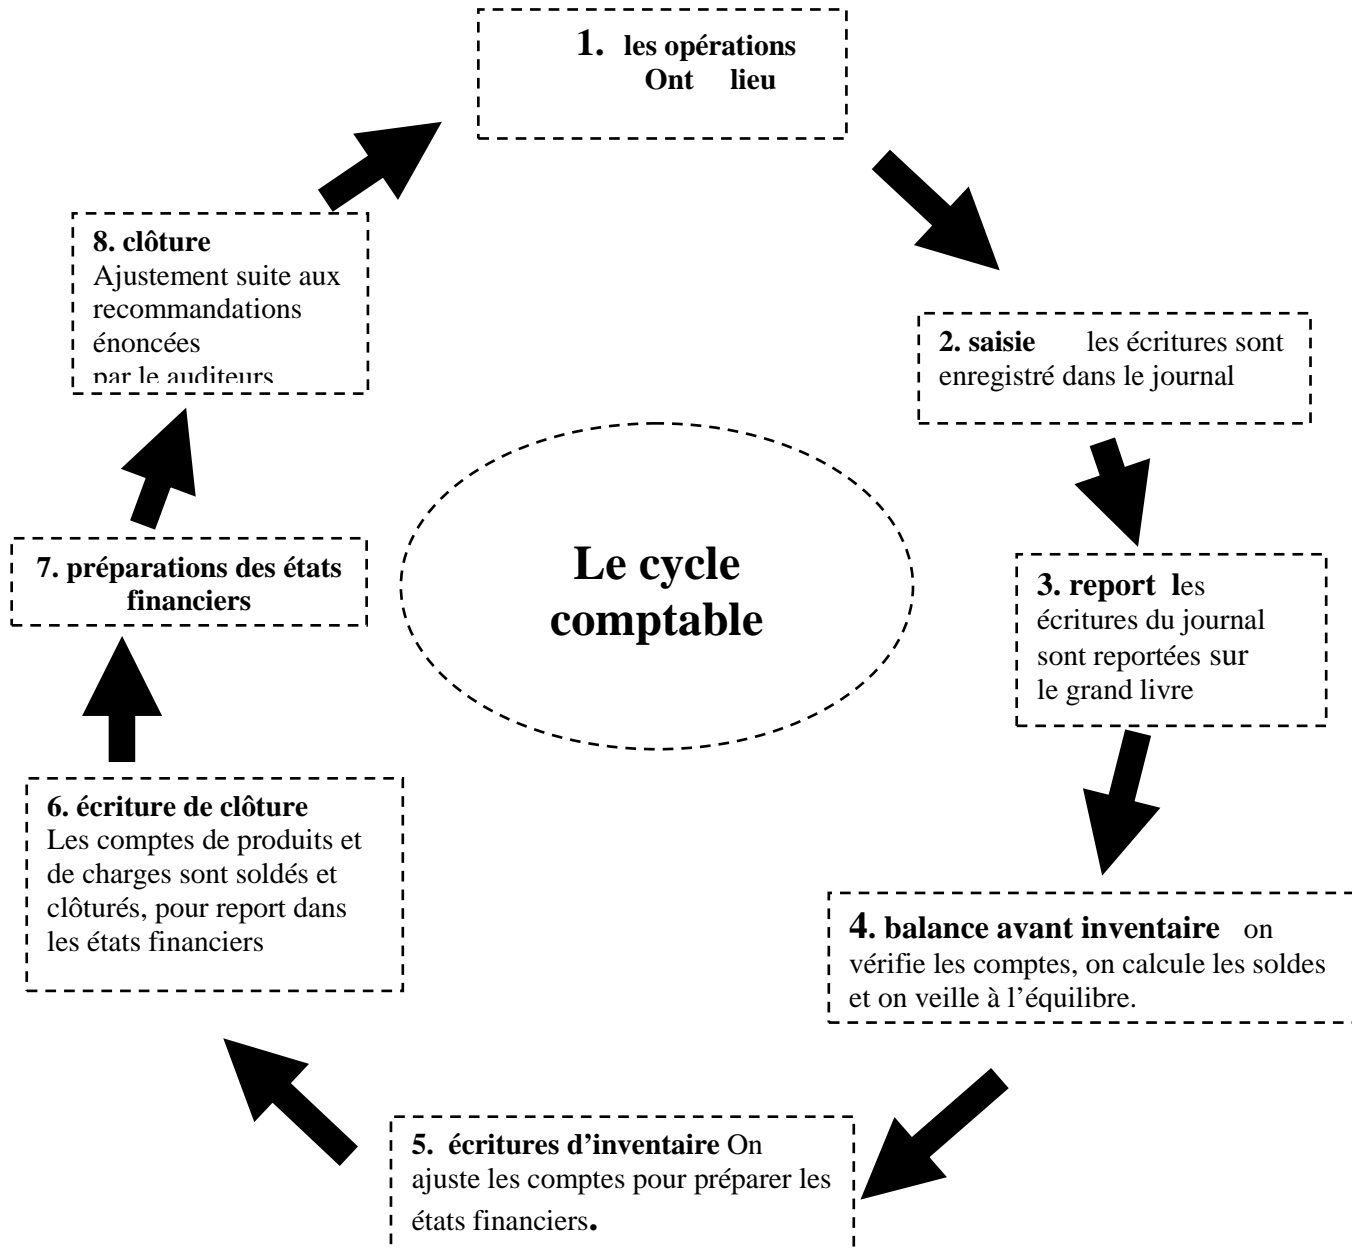 1. les opérations
Ont lieu
2. saisie les écritures sont
enregistré dans le journal
3. report les
écritures du journal
sont reportées sur
le grand livre
4. balance avant inventaire on
vérifie les comptes, on calcule les soldes
et on veille à l’équilibre.
5. écritures d’inventaire On
ajuste les comptes pour préparer les
états financiers.
6. écriture de clôture
Les comptes de produits et
de charges sont soldés et
clôturés, pour report dans
les états financiers
7. préparations des états
financiers
8. clôture
Ajustement suite aux
recommandations
énoncées
par le auditeurs
Le cycle
comptable